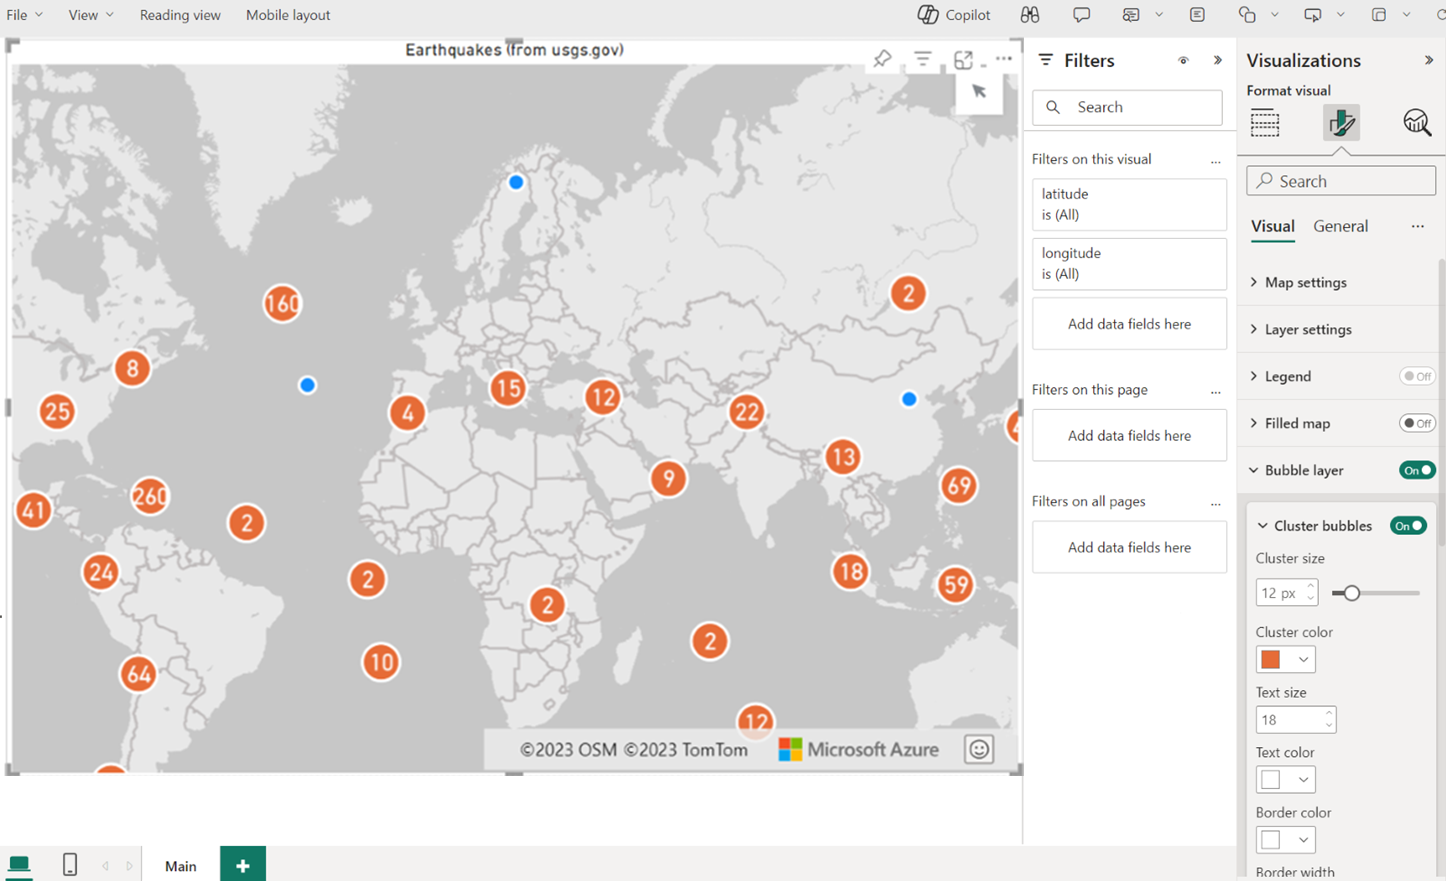 File View Reading view Mobile layout Copilot
Earthquakes (from usgs.gov)
160
2
8
25
4
15
12
22
13
9
69
41
260
2
24
2
2
18
59
64
10
2
12
©2023 OSM ©2023 TomTom Microsoft Azure
Main
+
Filters
Search
Filters on this visual ...
latitude
is (All)
longitude
is (All)
Add data fields here
Filters on this page ...
Add data fields here
Filters on all pages ...
Add data fields here
Visualizations
Format visual
Search
Visual General ...
Map settings
Layer settings
Legend Off
Filled map Off
Bubble layer On
Cluster bubbles On
Cluster size
12 px
Cluster color
Text size
18
Text color
Border color
Border width